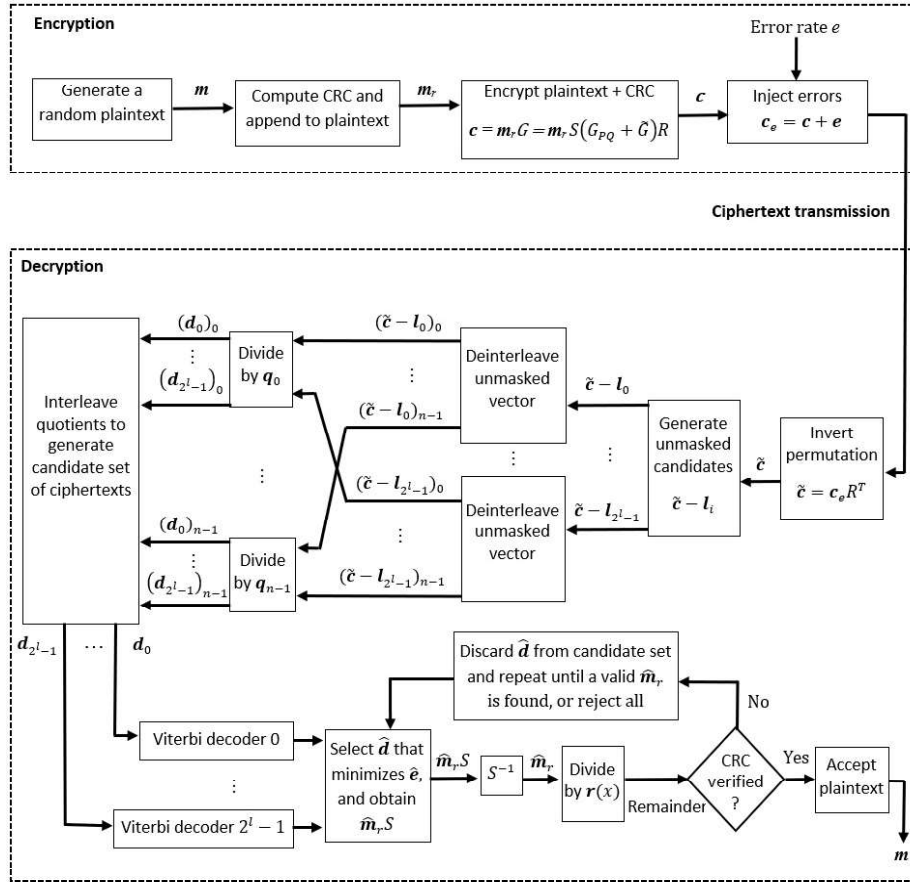 Encryption
Error rate e
Generate a
random plaintext
m
Compute CRC and
append to plaintext
m_r
Encrypt plaintext + CRC
c = m_r G = m_r S(G_PQ + G̃)R
c
Inject errors
c_e = c + e
Ciphertext transmission
Decryption
Interleave
quotients to
generate
candidate set
of ciphertexts
(d_0)_0
⋮
(d_{2^l−1})_0
Divide
by q_0
(c̃ − l_0)_0
⋮
(c̃ − l_0)_{n−1}
Deinterleave
unmasked
vector
c̃ − l_0
Generate
unmasked
candidates
c̃ − l_i
c̃
Invert
permutation
c̃ = c_e R^T
⋮
⋮
⋮
(d_0)_{n−1}
⋮
(d_{2^l−1})_{n−1}
Divide
by q_{n−1}
(c̃ − l_{2^l−1})_0
⋮
(c̃ − l_{2^l−1})_{n−1}
Deinterleave
unmasked
vector
c̃ − l_{2^l−1}
d_{2^l−1} … d_0
Discard d̂ from candidate set
and repeat until a valid m̂_r
is found, or reject all
No
Viterbi decoder 0
⋮
Viterbi decoder 2^l − 1
Select d̂ that
minimizes ê,
and obtain
m̂_r S
m̂_r S
S^{−1}
m̂_r
Divide
by r(x)
Remainder
CRC
verified
?
Yes
Accept
plaintext
m